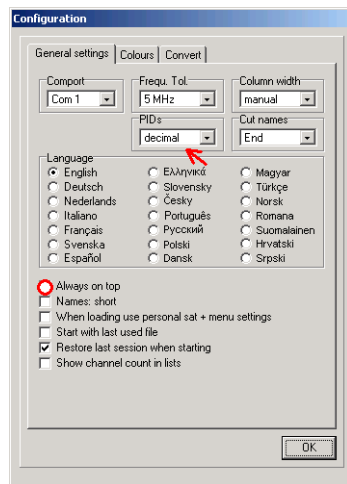 Configuration
General settings Colours Convert
Comport Frequ. Tol. Column width
Com 1 5 MHz manual
PIDs Cut names
decimal End
Language
English Ελληνικά Magyar
Deutsch Slovensky Türkçe
Nederlands Česky Norsk
Italiano Português Romana
Français Русский Suomalainen
Svenska Polski Hrvatski
Español Dansk Srpski
Always on top
Names: short
When loading use personal sat + menu settings
Start with last used file
Restore last session when starting
Show channel count in lists
OK